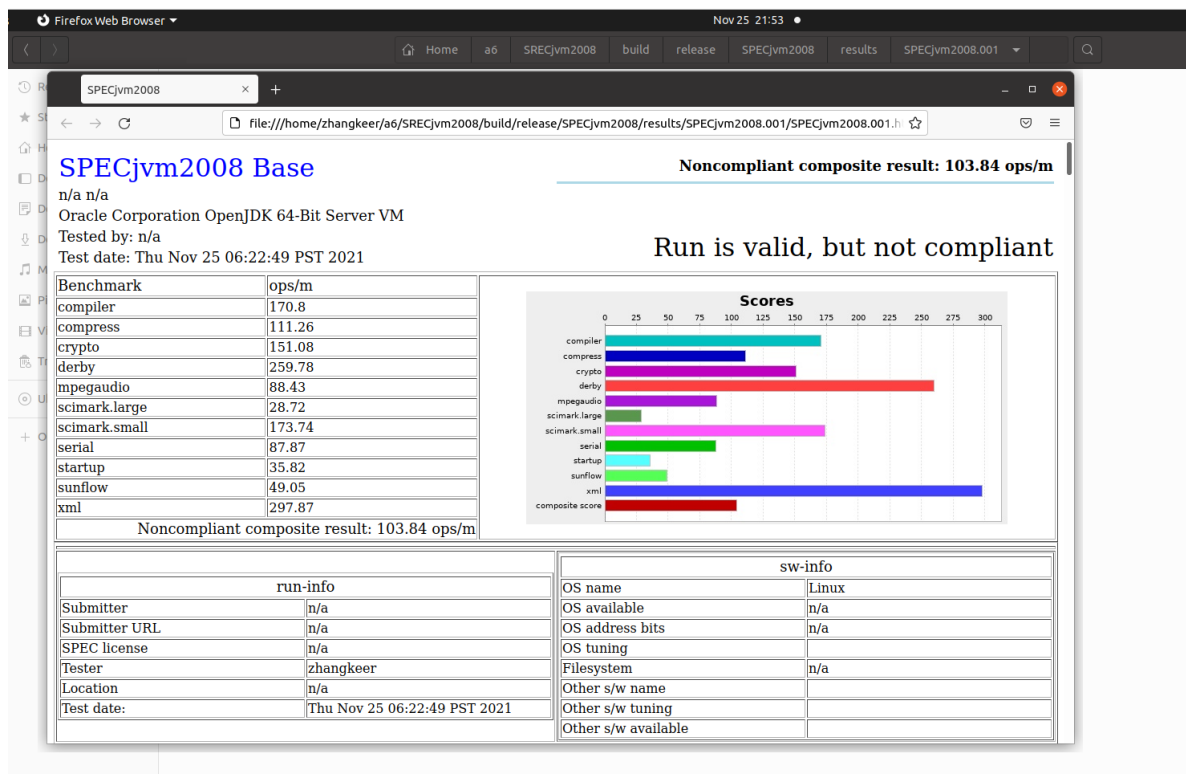 Firefox Web Browser
Nov 25 21:53
Home a6 SRECjvm2008 build release SPECjvm2008 results SPECjvm2008.001
SPECjvm2008
file:///home/zhangkeer/a6/SRECjvm2008/build/release/SPECjvm2008/results/SPECjvm2008.001/SPECjvm2008.001.h
SPECjvm2008 Base
Noncompliant composite result: 103.84 ops/m
n/a n/a
Oracle Corporation OpenJDK 64-Bit Server VM
Tested by: n/a
Test date: Thu Nov 25 06:22:49 PST 2021
Run is valid, but not compliant
Benchmark ops/m
compiler 170.8
compress 111.26
crypto 151.08
derby 259.78
mpegaudio 88.43
scimark.large 28.72
scimark.small 173.74
serial 87.87
startup 35.82
sunflow 49.05
xml 297.87
Noncompliant composite result: 103.84 ops/m
Scores
0 25 50 75 100 125 150 175 200 225 250 275 300
compiler
compress
crypto
derby
mpegaudio
scimark.large
scimark.small
serial
startup
sunflow
xml
composite score
run-info
Submitter n/a
Submitter URL n/a
SPEC license n/a
Tester zhangkeer
Location n/a
Test date: Thu Nov 25 06:22:49 PST 2021
sw-info
OS name Linux
OS available n/a
OS address bits n/a
OS tuning
Filesystem n/a
Other s/w name
Other s/w tuning
Other s/w available